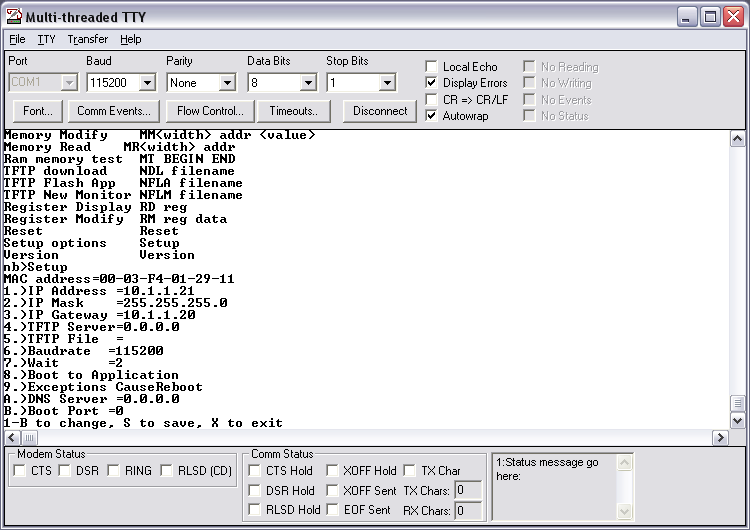 Multi-threaded TTY
File TTY Transfer Help
Port Baud Parity Data Bits Stop Bits
COM1 115200 None 8 1
Local Echo
Display Errors
CR => CR/LF
Autowrap
No Reading
No Writing
No Events
No Status
Font... Comm Events... Flow Control... Timeouts.. Disconnect
Memory Modify MM<width> addr <value>
Memory Read MR<width> addr
Ram memory test MT BEGIN END
TFTP download NDL filename
TFTP Flash App NFLA filename
TFTP New Monitor NFLM filename
Register Display RD reg
Register Modify RM reg data
Reset Reset
Setup options Setup
Version Version
nb>Setup
MAC address=00-03-F4-01-29-11
1.>IP Address =10.1.1.21
2.>IP Mask =255.255.255.0
3.>IP Gateway =10.1.1.20
4.>TFTP Server=0.0.0.0
5.>TFTP File =
6.>Baudrate =115200
7.>Wait =2
8.>Boot to Application
9.>Exceptions CauseReboot
A.>DNS Server =0.0.0.0
B.>Boot Port =0
1-B to change, S to save, X to exit
Modem Status
CTS DSR RING RLSD (CD)
Comm Status
CTS Hold XOFF Hold TX Char
DSR Hold XOFF Sent TX Chars: 0
RLSD Hold EOF Sent RX Chars: 0
1:Status message go
here: